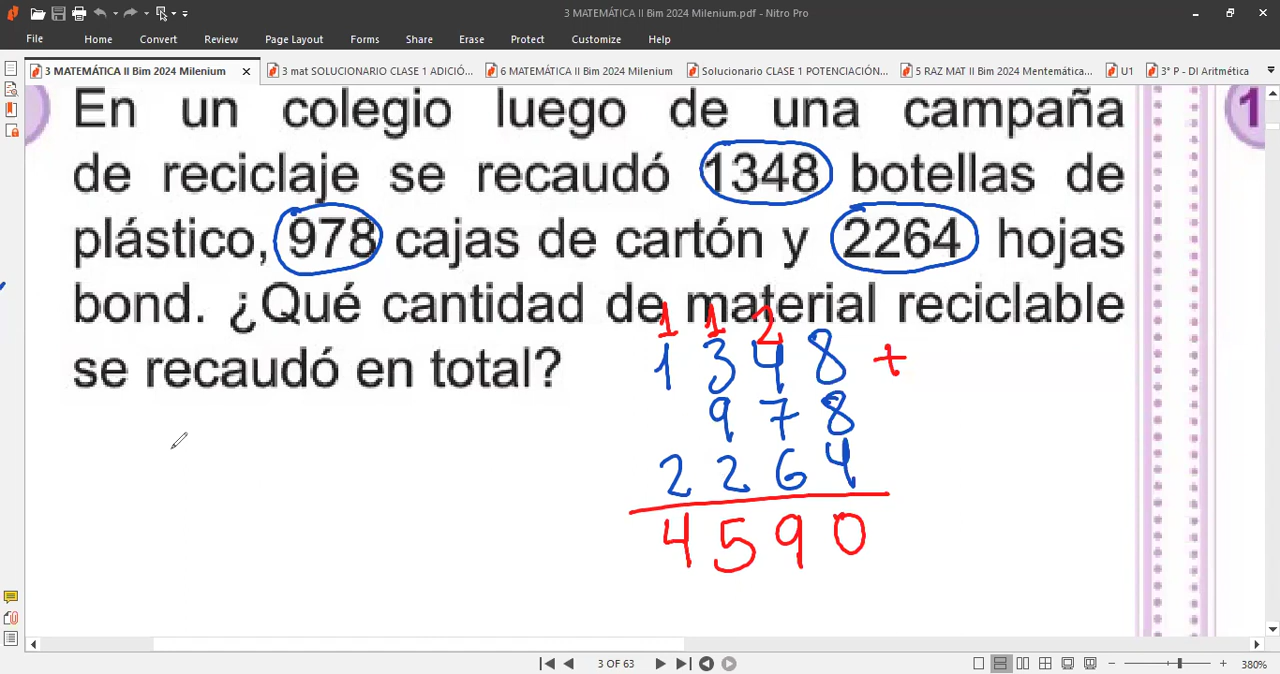 3 MATEMÁTICA II Bim 2024 Milenium.pdf - Nitro Pro
File Home Convert Review Page Layout Forms Share Erase Protect Customize Help
3 MATEMÁTICA II Bim 2024 Milenium 3 mat SOLUCIONARIO CLASE 1 ADICIÓ... 6 MATEMÁTICA II Bim 2024 Milenium Solucionario CLASE 1 POTENCIACIÓN... 5 RAZ MAT II Bim 2024 Mentemátic... U1 3° P - DI Aritmética
En un colegio luego de una campaña
de reciclaje se recaudó 1348 botellas de
plástico, 978 cajas de cartón y 2264 hojas
bond. ¿Qué cantidad de material reciclable
se recaudó en total?
1
1 1 2
1 3 4 8 +
9 7 8
2 2 6 4
4 5 9 0
3 OF 63
380%